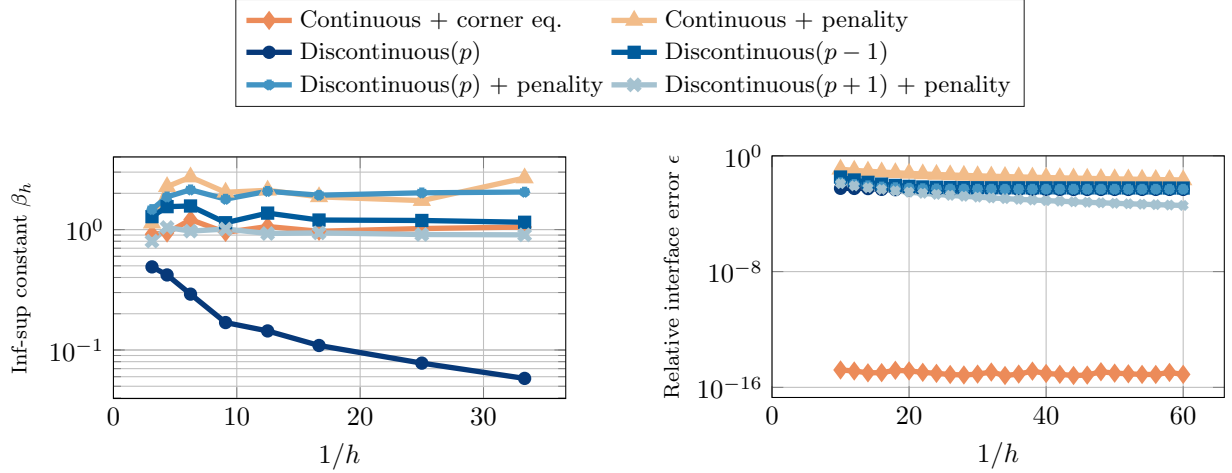 Continuous + corner eq.
Continuous + penality
Discontinuous(p)
Discontinuous(p − 1)
Discontinuous(p) + penality
Discontinuous(p + 1) + penality
Inf-sup constant βh
10^0
10^−1
0
10
20
30
1/h
Relative interface error ϵ
10^0
10^−8
10^−16
0
20
40
60
1/h